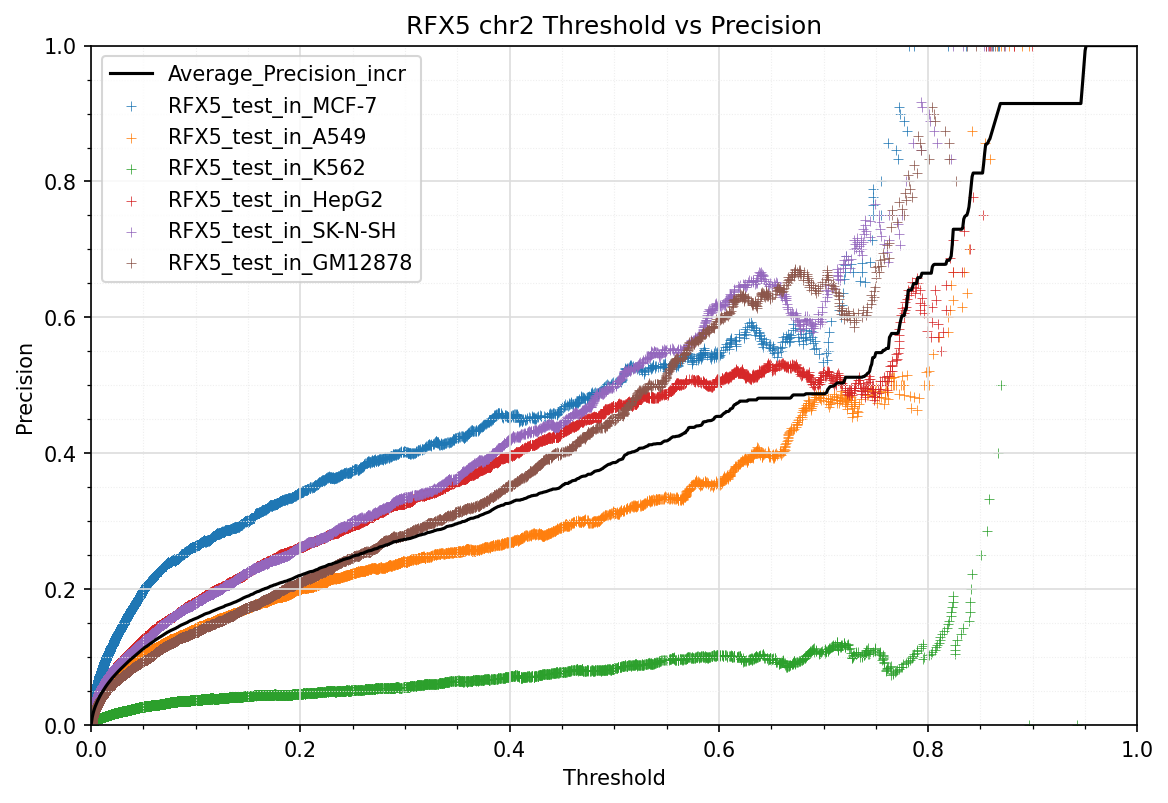 RFX5 chr2 Threshold vs Precision
Average_Precision_incr
RFX5_test_in_MCF-7
RFX5_test_in_A549
RFX5_test_in_K562
RFX5_test_in_HepG2
RFX5_test_in_SK-N-SH
RFX5_test_in_GM12878
1.0
0.8
0.6
0.4
0.2
0.0
Precision
0.0 0.2 0.4 0.6 0.8 1.0
Threshold